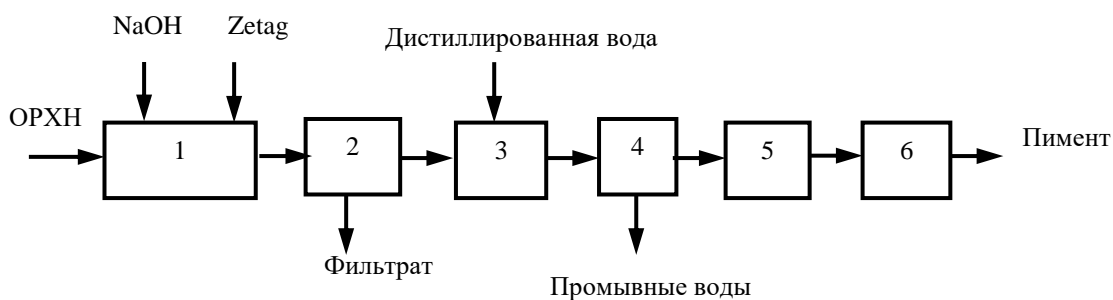 NaOH Zetag
Дистиллированная вода
ОРХН
1 2 3 4 5 6
Пимент
Фильтрат
Промывные воды